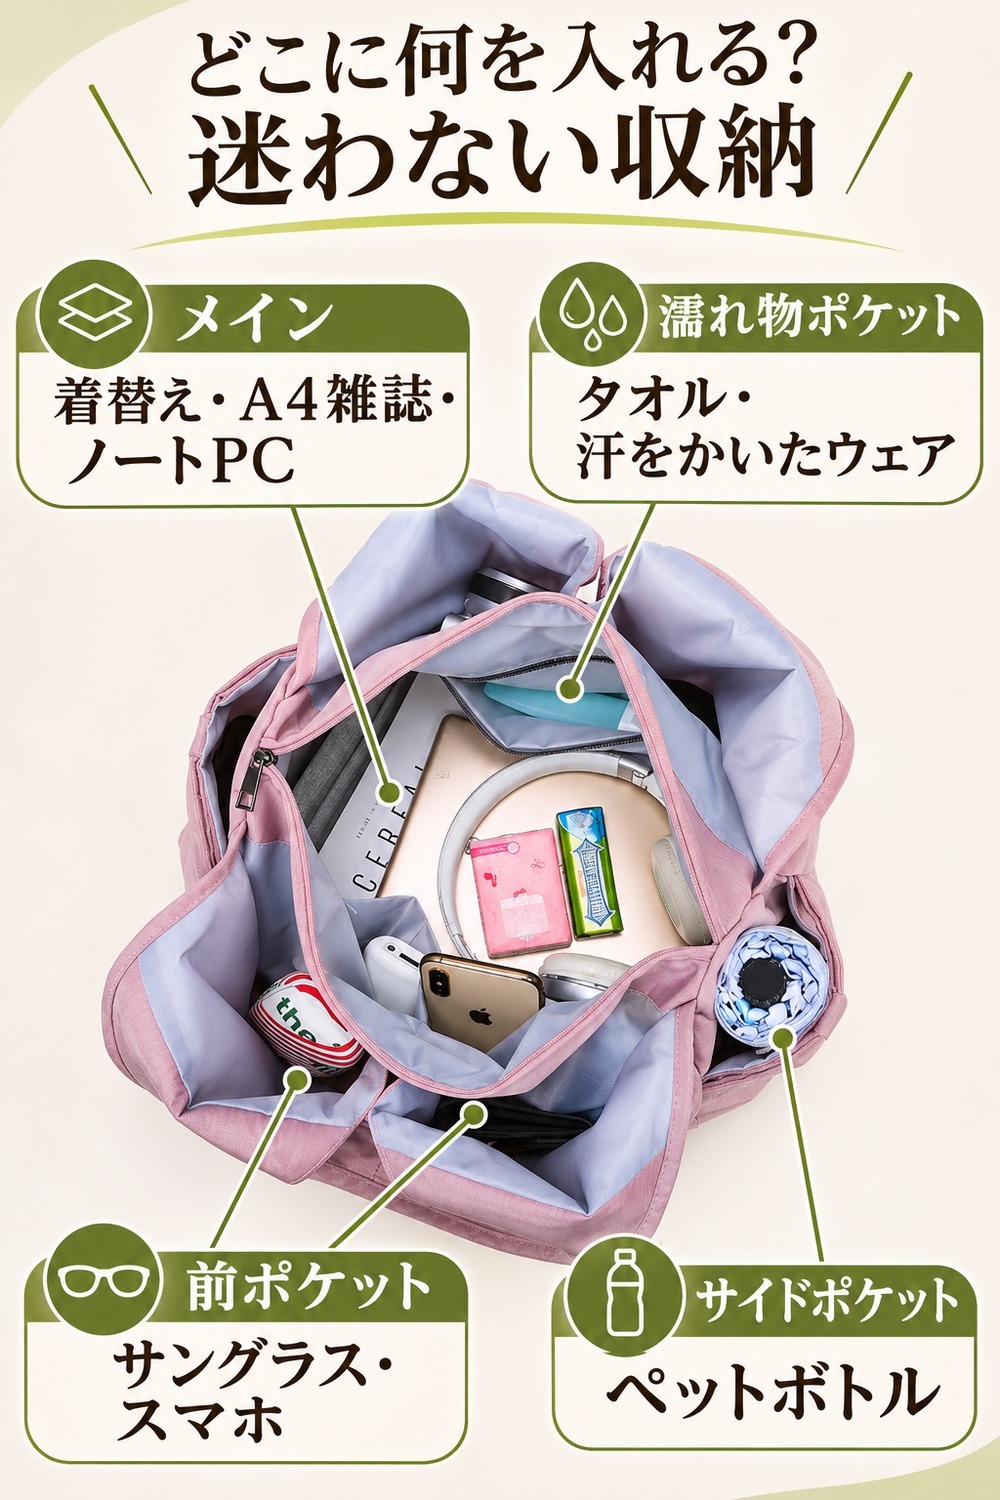 どこに何を入れる?
迷わない収納
メイン
着替え・A4雑誌・
ノートPC
濡れ物ポケット
タオル・
汗をかいたウェア
CEREAL
the
前ポケット
サングラス・
スマホ
サイドポケット
ペットボトル